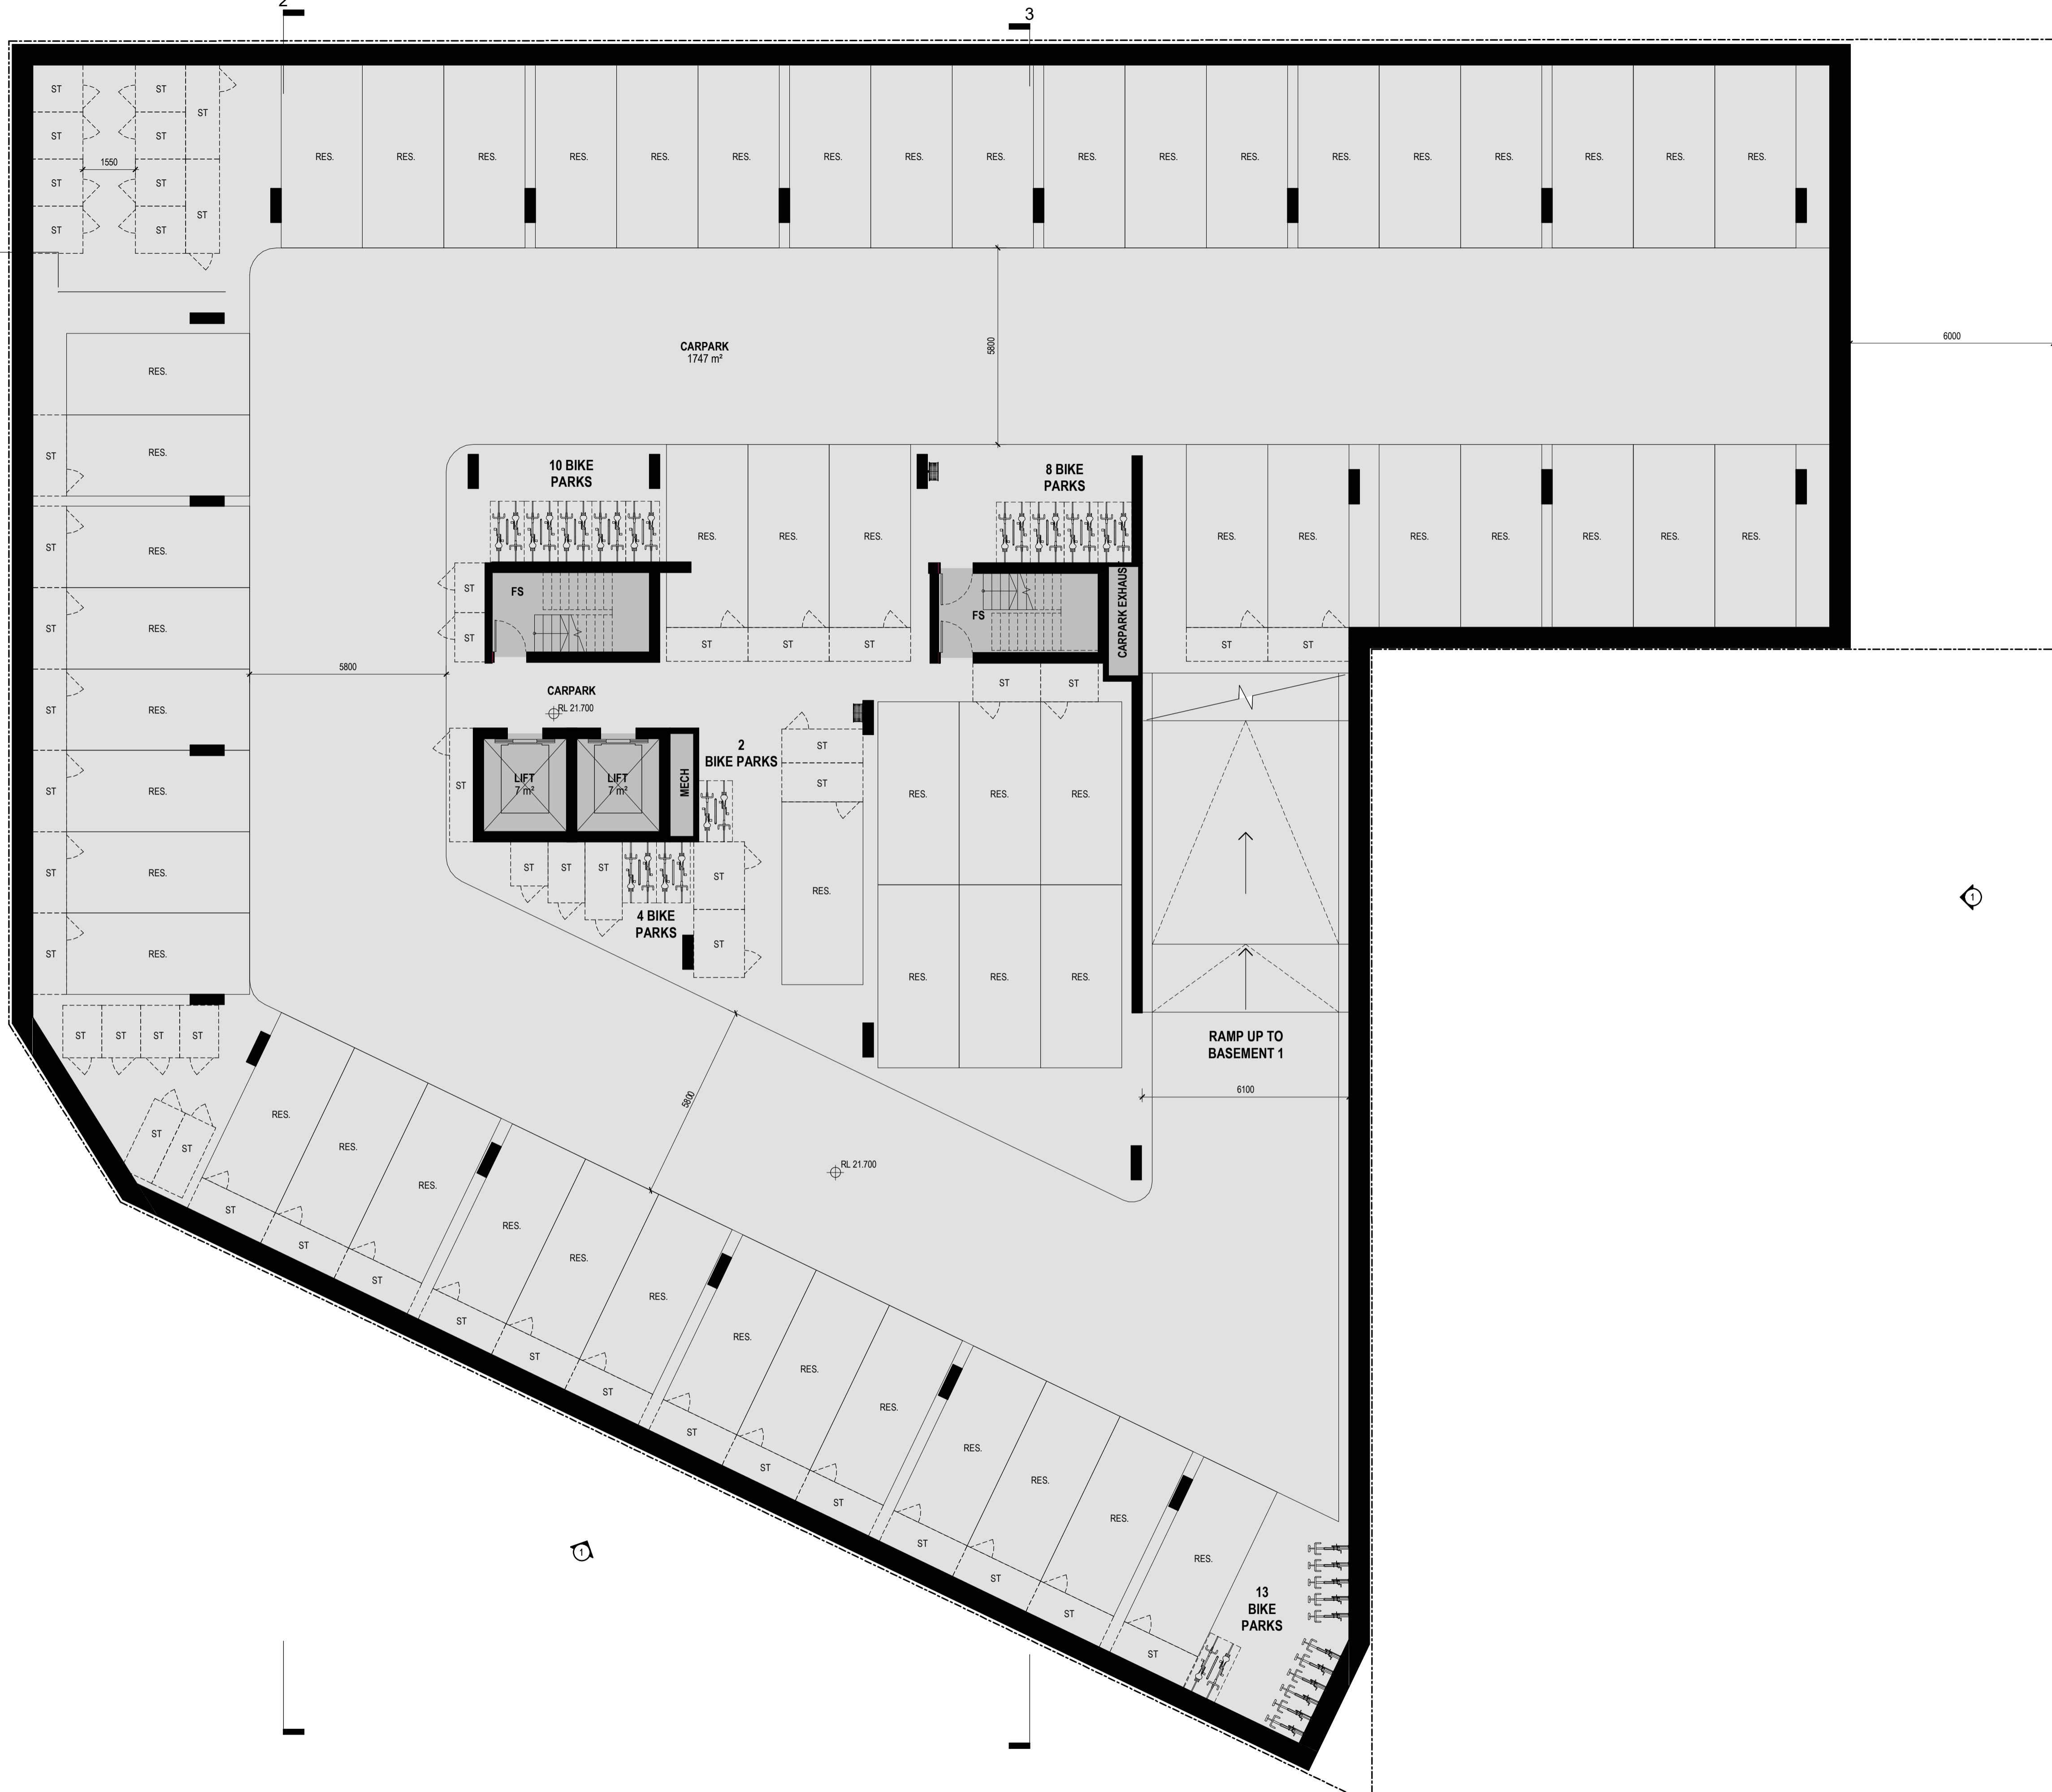 2
3
ST ST ST
ST ST
1550
ST ST
ST ST ST
RES. RES. RES. RES. RES. RES. RES. RES. RES. RES. RES. RES. RES. RES. RES. RES. RES. RES.
CARPARK
1747 m²
5800
6000
RES.
RES.
ST
10 BIKE
PARKS
8 BIKE
PARKS
RES. RES. RES.
RES. RES. RES. RES. RES. RES. RES.
ST RES.
ST
FS
FS
CARPARK EXHAUST
ST RES.
ST
ST ST ST
ST ST
5800
ST ST
CARPARK
RL 21.700
ST RES.
2
BIKE PARKS
ST
ST
ST
LIFT
7 m²
LIFT
7 m²
MECH
ST RES.
RES. RES. RES.
ST RES.
ST ST ST
ST
RES.
1
4 BIKE
PARKS
ST
ST RES.
RES. RES. RES.
ST ST ST ST
RAMP UP TO
BASEMENT 1
6100
5800
RL 21.700
ST
ST
RES.
RES.
RES.
RES.
RES.
RES.
RES.
RES.
RES.
RES.
RES.
RES.
RES.
ST
ST
ST
ST
ST
ST
ST
ST
ST
ST
ST
ST
ST
1
13
BIKE
PARKS